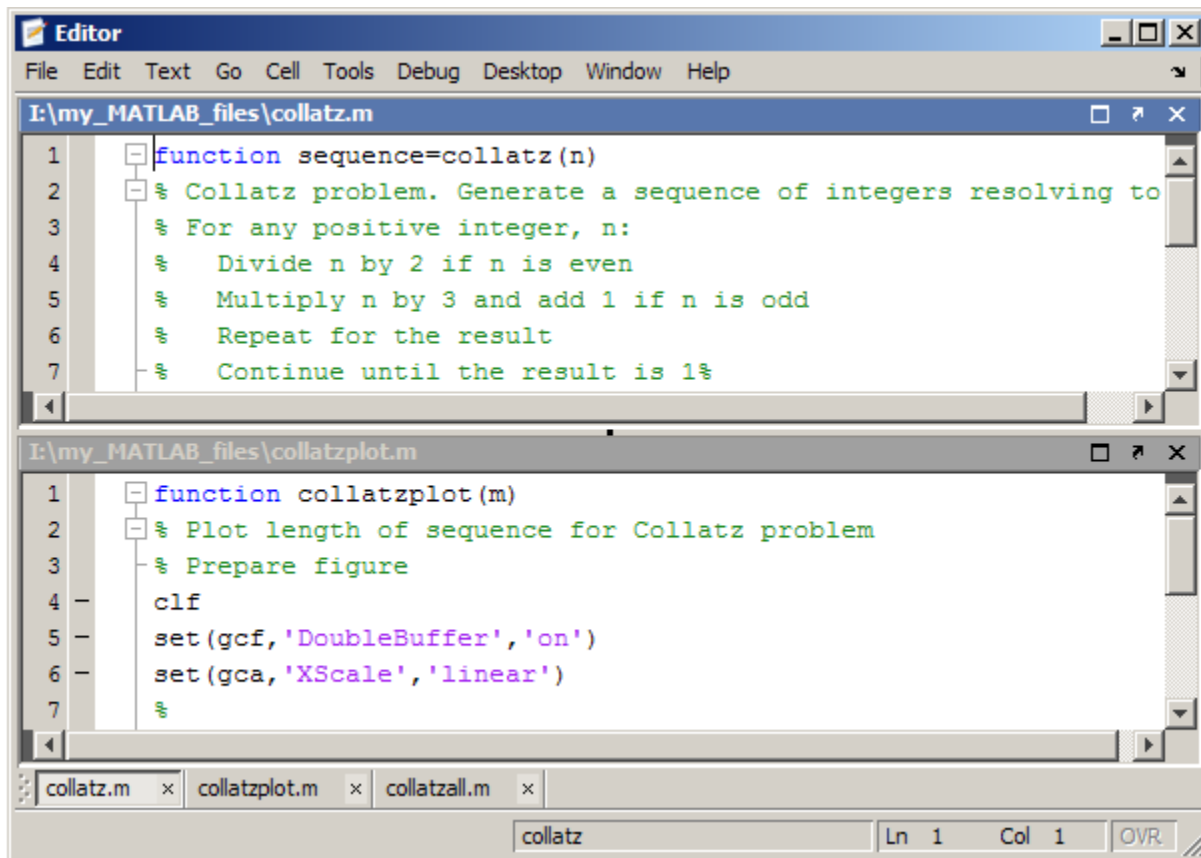 Editor
File Edit Text Go Cell Tools Debug Desktop Window Help
I:\my_MATLAB_files\collatz.m
1 function sequence=collatz(n)
2 % Collatz problem. Generate a sequence of integers resolving to
3 % For any positive integer, n:
4 %   Divide n by 2 if n is even
5 %   Multiply n by 3 and add 1 if n is odd
6 %   Repeat for the result
7 %   Continue until the result is 1%
I:\my_MATLAB_files\collatzplot.m
1 function collatzplot(m)
2 % Plot length of sequence for Collatz problem
3 % Prepare figure
4 – clf
5 – set(gcf,'DoubleBuffer','on')
6 – set(gca,'XScale','linear')
7 %
collatz.m × collatzplot.m × collatzall.m ×
collatz Ln 1 Col 1 OVR